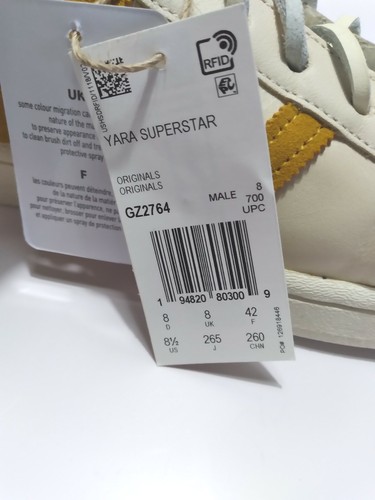 UK
some colour migration
nature of the
to preserve appearance
to clean brush dirt off and
protective spray
F
les couleurs peuvent déteindre
de la nature de la
pour préserver l'apparence, ne
pour nettoyer, brosser pour enlever
et appliquer un spray de protection
RFID
YARA SUPERSTAR
ORIGINALS
ORIGINALS
GZ2764
MALE 8
700
UPC
1 94820 80300 9
8 8 42
D UK F
8½ 265 260
US J CHN